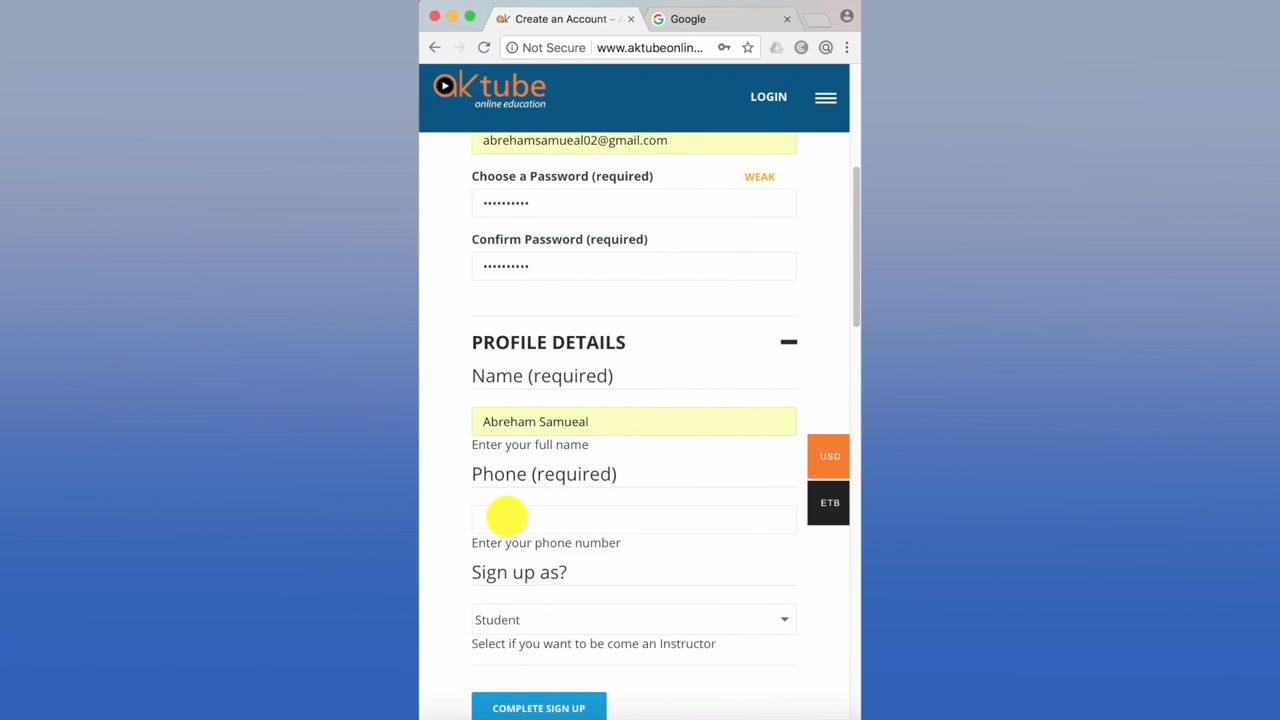 Create an Account –
Google
Not Secure www.aktubeonlin...
aktube
online education
LOGIN
abrehamsamueal02@gmail.com
Choose a Password (required)
WEAK
••••••••••
Confirm Password (required)
••••••••••
PROFILE DETAILS
Name (required)
Abreham Samueal
Enter your full name
USD
Phone (required)
ETB
Enter your phone number
Sign up as?
Student
Select if you want to be come an Instructor
COMPLETE SIGN UP